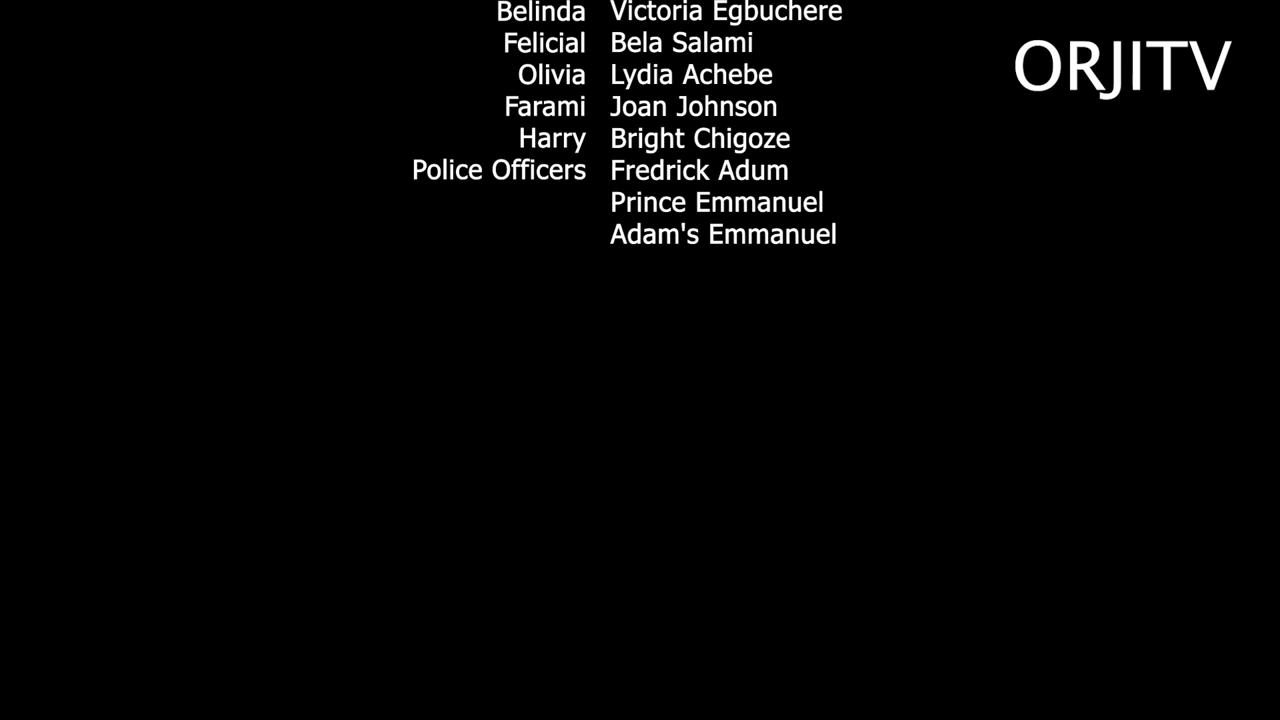 Belinda Victoria Egbuchere
Felicial Bela Salami
ORJITV
Olivia Lydia Achebe
Farami Joan Johnson
Harry Bright Chigoze
Police Officers Fredrick Adum
Prince Emmanuel
Adam's Emmanuel